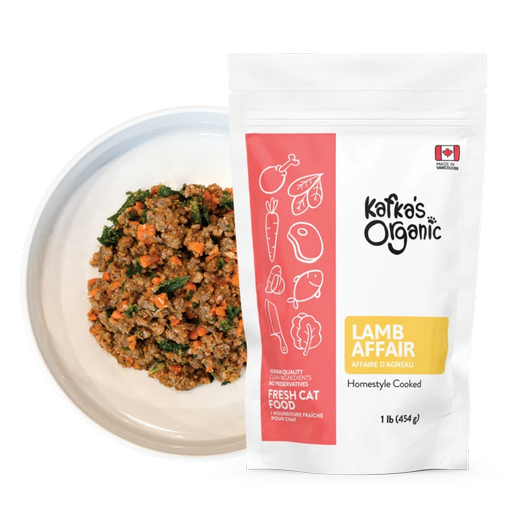 MADE IN
VANCOUVER
Kafka's
Organic
LAMB
AFFAIR
AFFAIRE D'AGNEAU
Homestyle Cooked
HUMAN QUALITY
CLEAN INGREDIENTS
NO PRESERVATIVES
FRESH CAT
FOOD
NOURRITURE FRAÎCHE
POUR CHAT
1 lb (454 g)